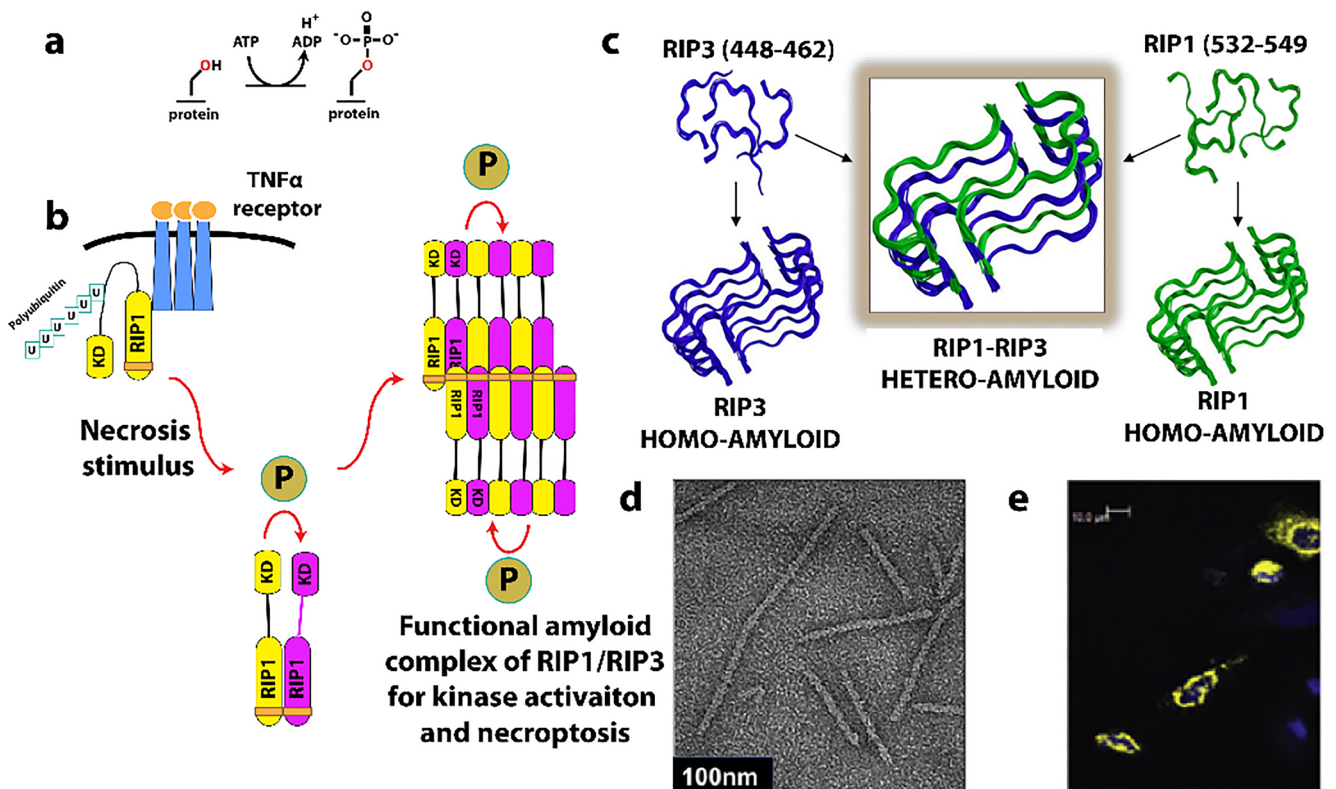 a
ATP
H+
ADP
OH
O
-O-P-O-
O
protein
protein
b
TNFα
receptor
Polyubiquitin
U U U U U U
KD
RIP1
Necrosis
stimulus
P
KD
KD
RIP1
RIP1
P
KD
KD
RIP1
RIP1
RIP1
RIP1
KD
KD
P
Functional amyloid
complex of RIP1/RIP3
for kinase activaiton
and necroptosis
c
RIP3 (448-462)
RIP1 (532-549
RIP1-RIP3
HETERO-AMYLOID
RIP3
HOMO-AMYLOID
RIP1
HOMO-AMYLOID
d
100nm
e
10.0 µm